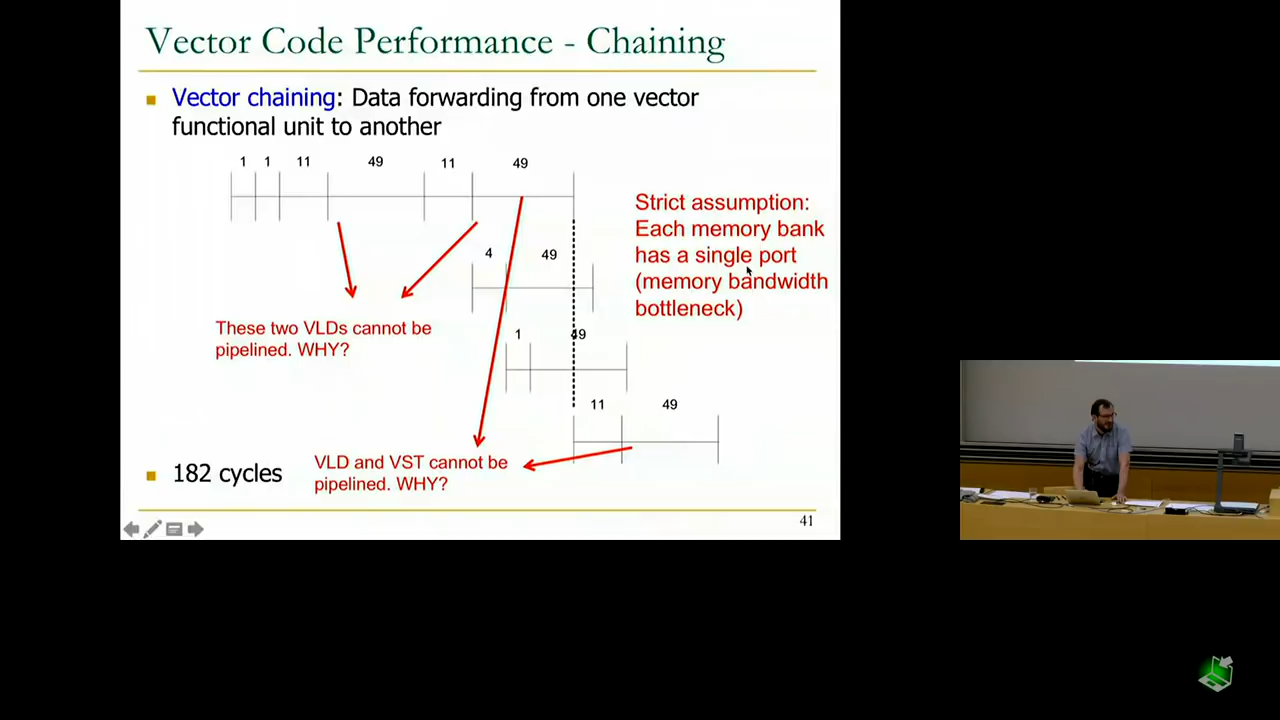 Vector Code Performance - Chaining
Vector chaining: Data forwarding from one vector
functional unit to another
1 1 11 49 11 49
Strict assumption:
Each memory bank
has a single port
(memory bandwidth
bottleneck)
4 49
These two VLDs cannot be
pipelined. WHY?
1 49
11 49
182 cycles
VLD and VST cannot be
pipelined. WHY?
41